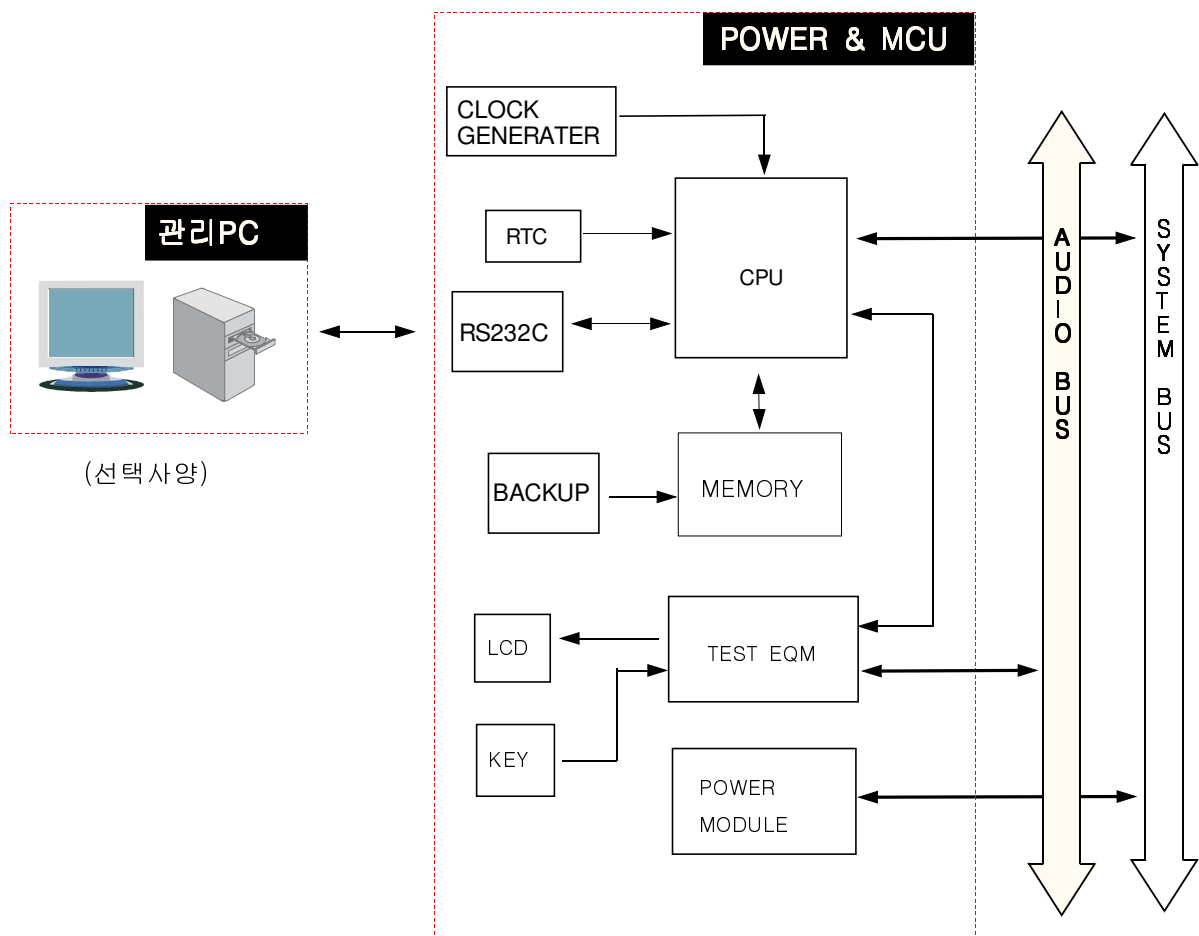 POWER & MCU
CLOCK
GENERATER
관리PC
RTC
CPU
RS232C
(선택사양)
BACKUP
MEMORY
LCD
TEST EQM
KEY
POWER
MODULE
AUDIO BUS
SYSTEM BUS